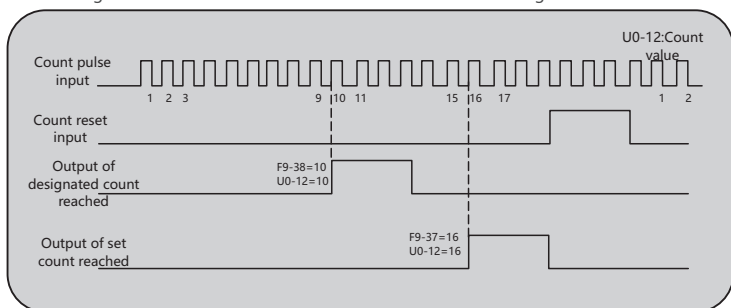 U0-12:Count
value
Count pulse
input
1 2 3 9 10 11 15 16 17 1 2
Count reset
input
Output of
designated count
reached
F9-38=10
U0-12=10
Output of set
count reached
F9-37=16
U0-12=16